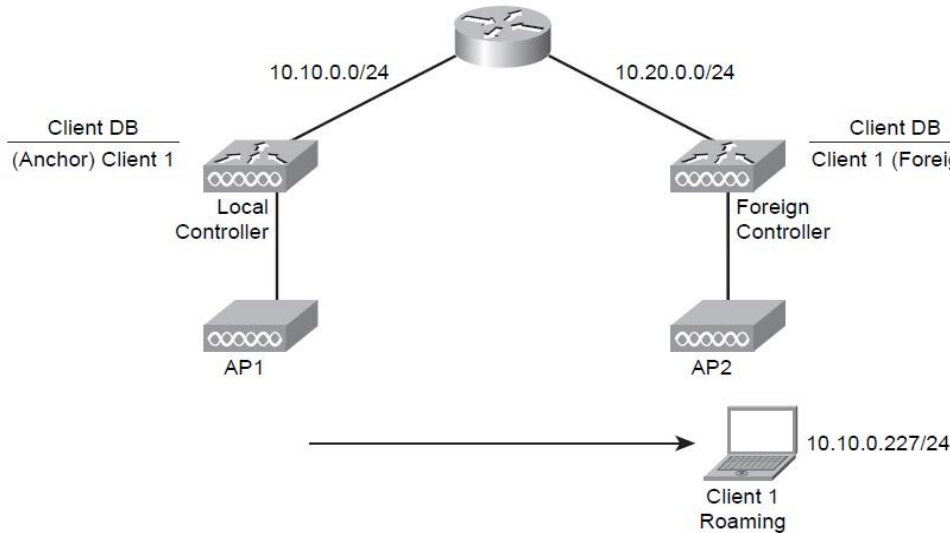 10.10.0.0/24
10.20.0.0/24
Client DB
(Anchor) Client 1
Client DB
Client 1 (Foreig
Local
Controller
Foreign
Controller
AP1
AP2
10.10.0.227/24
Client 1
Roaming